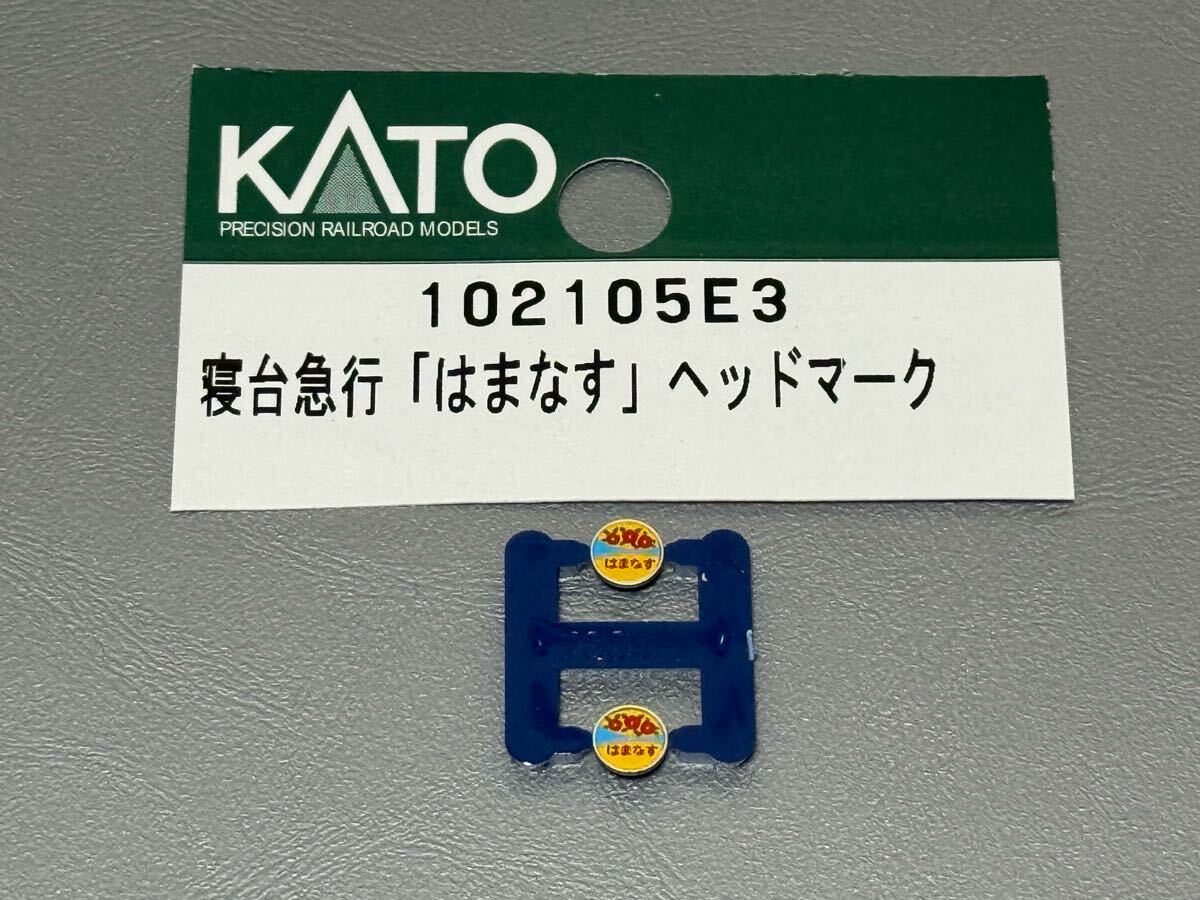 KATO
PRECISION RAILROAD MODELS
102105E3
寝台急行「はまなす」ヘッドマーク
はまなす
はまなす